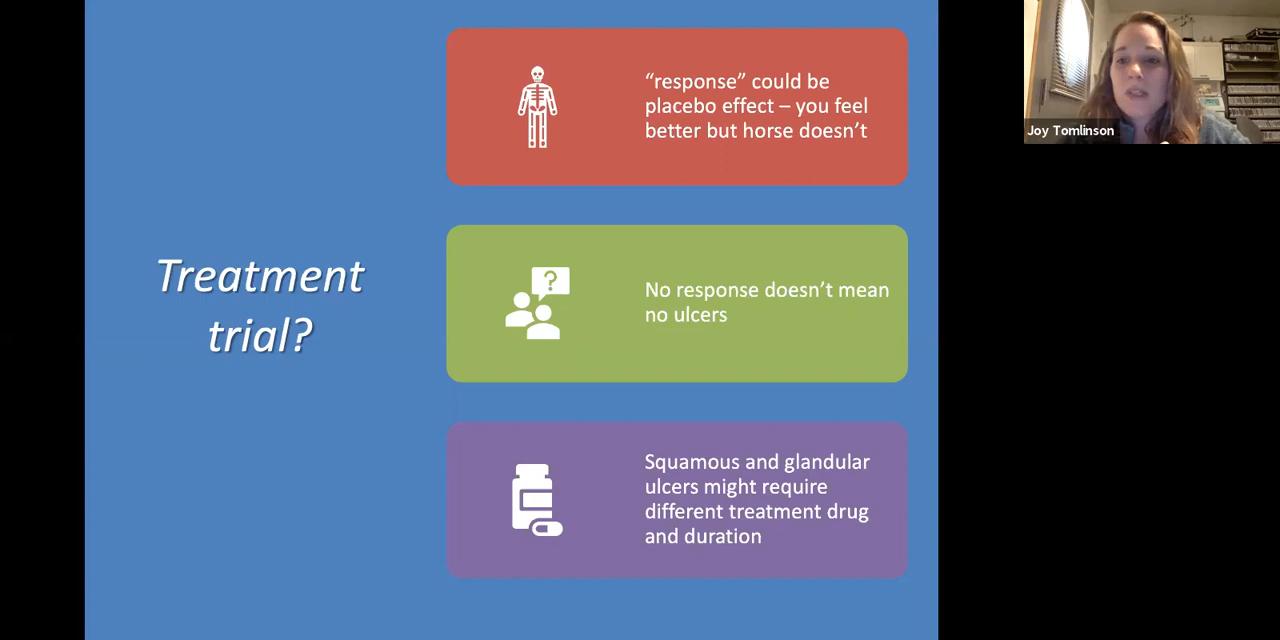 Treatment
trial?
“response” could be
placebo effect – you feel
better but horse doesn’t
?
No response doesn’t mean
no ulcers
Squamous and glandular
ulcers might require
different treatment drug
and duration
Joy Tomlinson